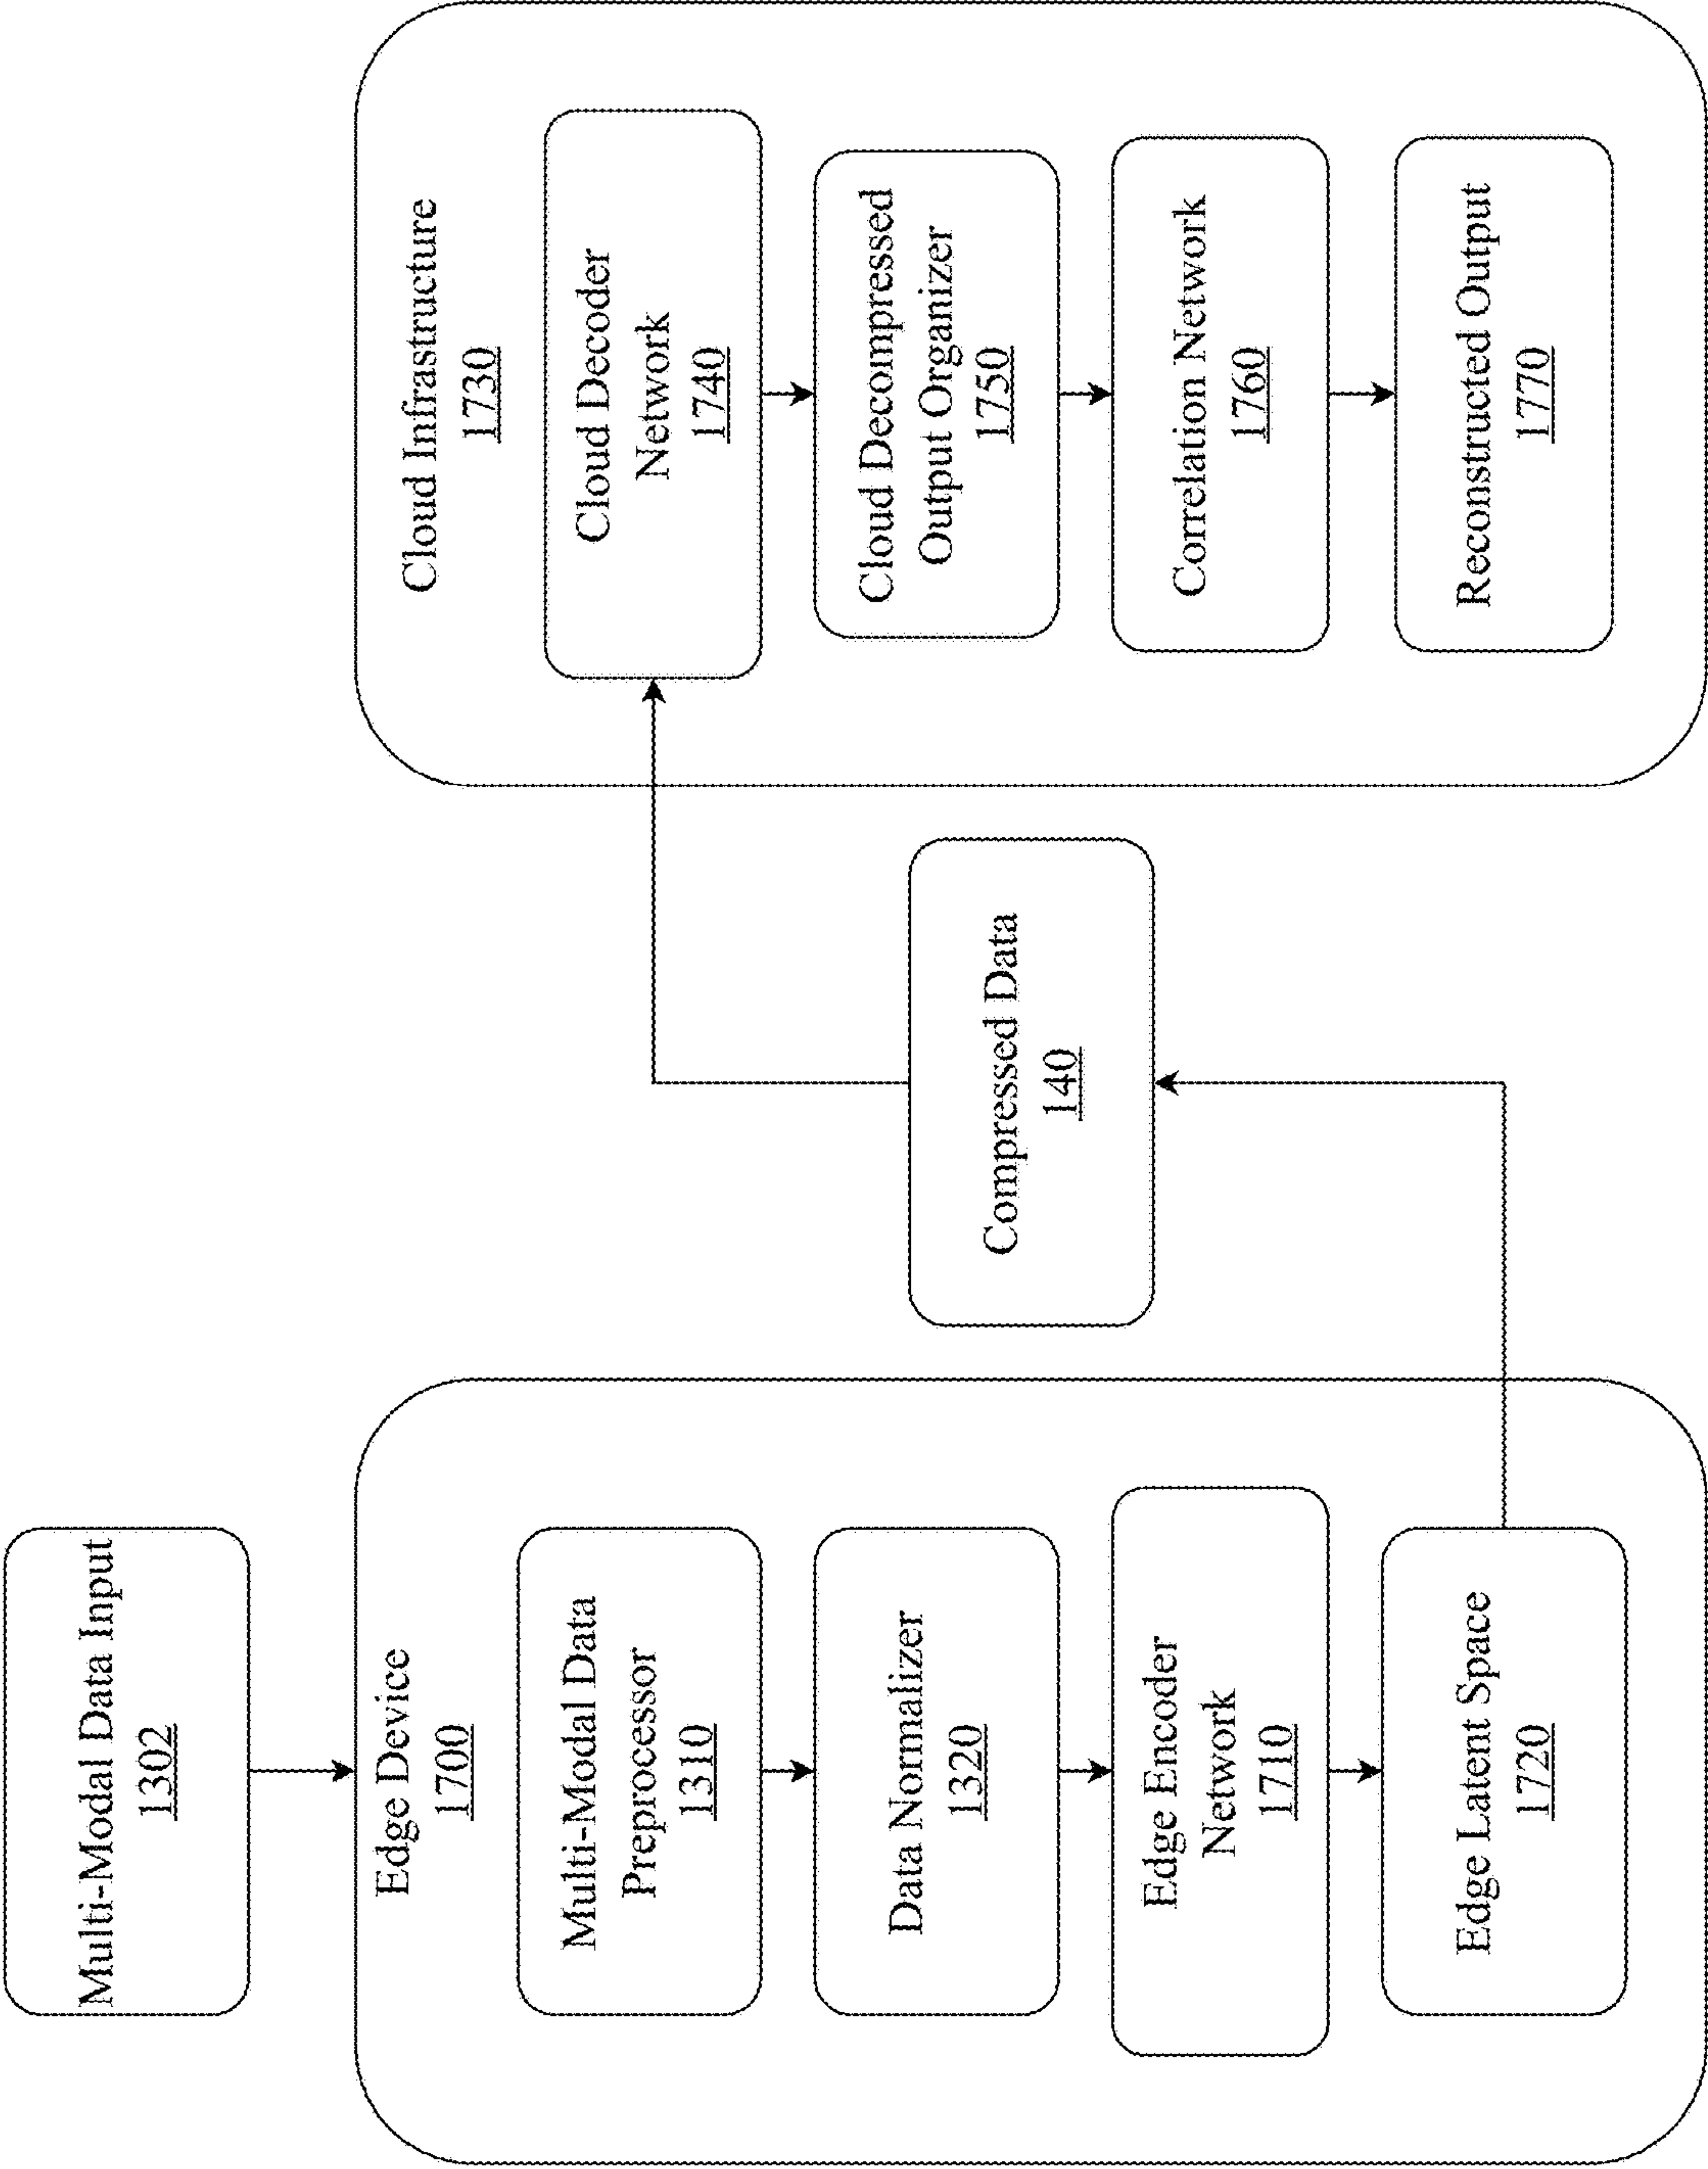 Multi-Modal Data Input
1302
Edge Device
1700
Multi-Modal Data
Preprocessor
1310
Data Normalizer
1320
Edge Encoder
Network
1710
Edge Latent Space
1720
Compressed Data
140
Cloud Infrastructure
1730
Cloud Decoder
Network
1740
Cloud Decompressed
Output Organizer
1750
Correlation Network
1760
Reconstructed Output
1770